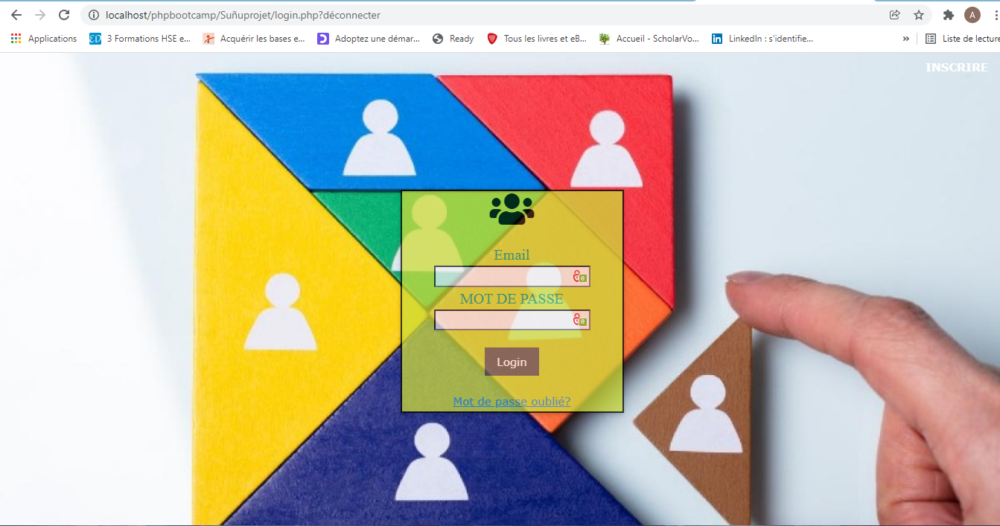 localhost/phpbootcamp/Suñuprojet/login.php?déconnecter
A
Applications
3 Formations HSE e...
Acquérir les bases e...
Adoptez une démar...
Ready
Tous les livres et eB...
Accueil - ScholarVo...
LinkedIn : s'identifie...
»
Liste de lecture
INSCRIRE
Email
MOT DE PASSE
Login
Mot de passe oublié?